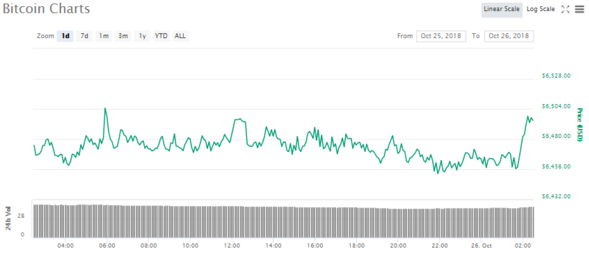 Bitcoin Charts
Linear Scale Log Scale
Zoom 1d 7d 1m 3m 1y YTD ALL
From Oct 25, 2018 To Oct 26, 2018
$6,528.00
$6,504.00
$6,480.00
$6,456.00
$6,432.00
Price (USD)
24h Vol
2B
0
04:00 06:00 08:00 10:00 12:00 14:00 16:00 18:00 20:00 22:00 26. Oct 02:00